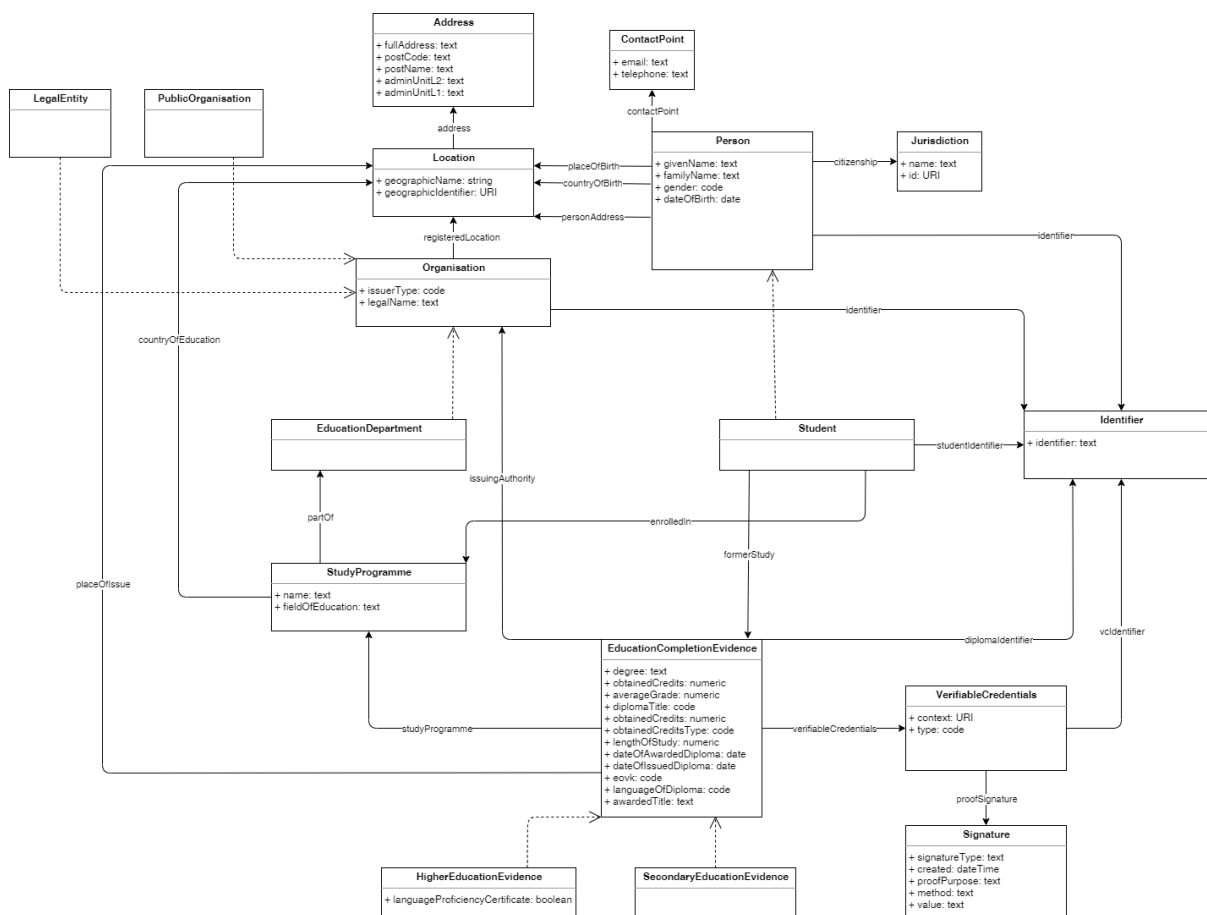 Address
+ fullAddress: text
+ postCode: text
+ postName: text
+ adminUnitL2: text
+ adminUnitL1: text
ContactPoint
+ email: text
+ telephone: text
LegalEntity
PublicOrganisation
contactPoint
address
Location
+ geographicName: string
+ geographicIdentifier: URI
placeOfBirth
countryOfBirth
personAddress
Person
+ givenName: text
+ familyName: text
+ gender: code
+ dateOfBirth: date
citizenship
Jurisdiction
+ name: text
+ id: URI
registeredLocation
identifier
Organisation
+ issuerType: code
+ legalName: text
identifier
countryOfEducation
EducationDepartment
Student
studentIdentifier
Identifier
+ identifier: text
issuingAuthority
partOf
enrolledIn
formerStudy
StudyProgramme
+ name: text
+ fieldOfEducation: text
placeOfIssue
diplomaIdentifier
vcIdentifier
EducationCompletionEvidence
+ degree: text
+ obtainedCredits: numeric
+ averageGrade: numeric
+ diplomaTitle: code
+ obtainedCredits: numeric
+ obtainedCreditsType: code
+ lengthOfStudy: numeric
+ dateOfAwardedDiploma: date
+ dateOfIssuedDiploma: date
+ eovk: code
+ languageOfDiploma: code
+ awardedTitle: text
studyProgramme
verifiableCredentials
VerifiableCredentials
+ context: URI
+ type: code
proofSignature
Signature
+ signatureType: text
+ created: dateTime
+ proofPurpose: text
+ method: text
+ value: text
HigherEducationEvidence
+ languageProficiencyCertificate: boolean
SecondaryEducationEvidence